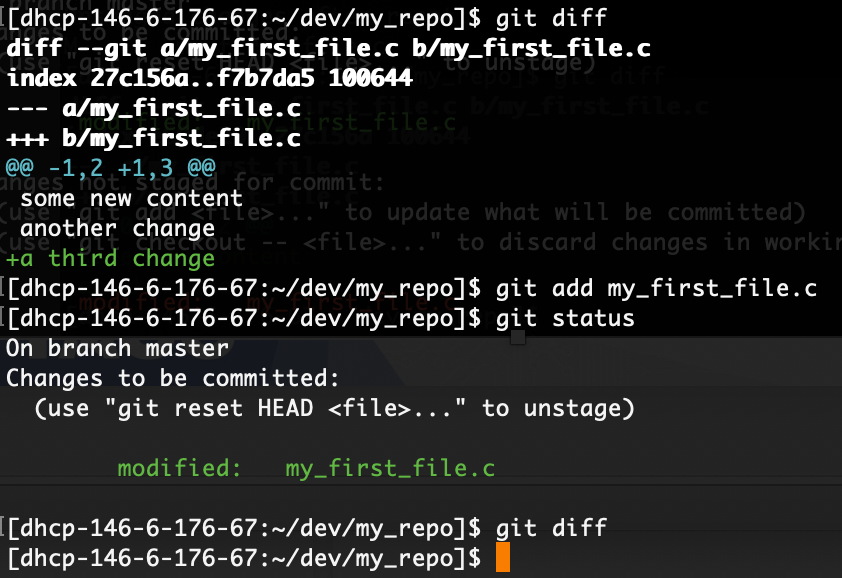 [dhcp-146-6-176-67:~/dev/my_repo]$ git diff
diff --git a/my_first_file.c b/my_first_file.c
index 27c156a..f7b7da5 100644
--- a/my_first_file.c
+++ b/my_first_file.c
@@ -1,2 +1,3 @@
 some new content
 another change
+a third change
[dhcp-146-6-176-67:~/dev/my_repo]$ git add my_first_file.c
[dhcp-146-6-176-67:~/dev/my_repo]$ git status
On branch master
Changes to be committed:
  (use "git reset HEAD <file>..." to unstage)
        modified:   my_first_file.c
[dhcp-146-6-176-67:~/dev/my_repo]$ git diff
[dhcp-146-6-176-67:~/dev/my_repo]$